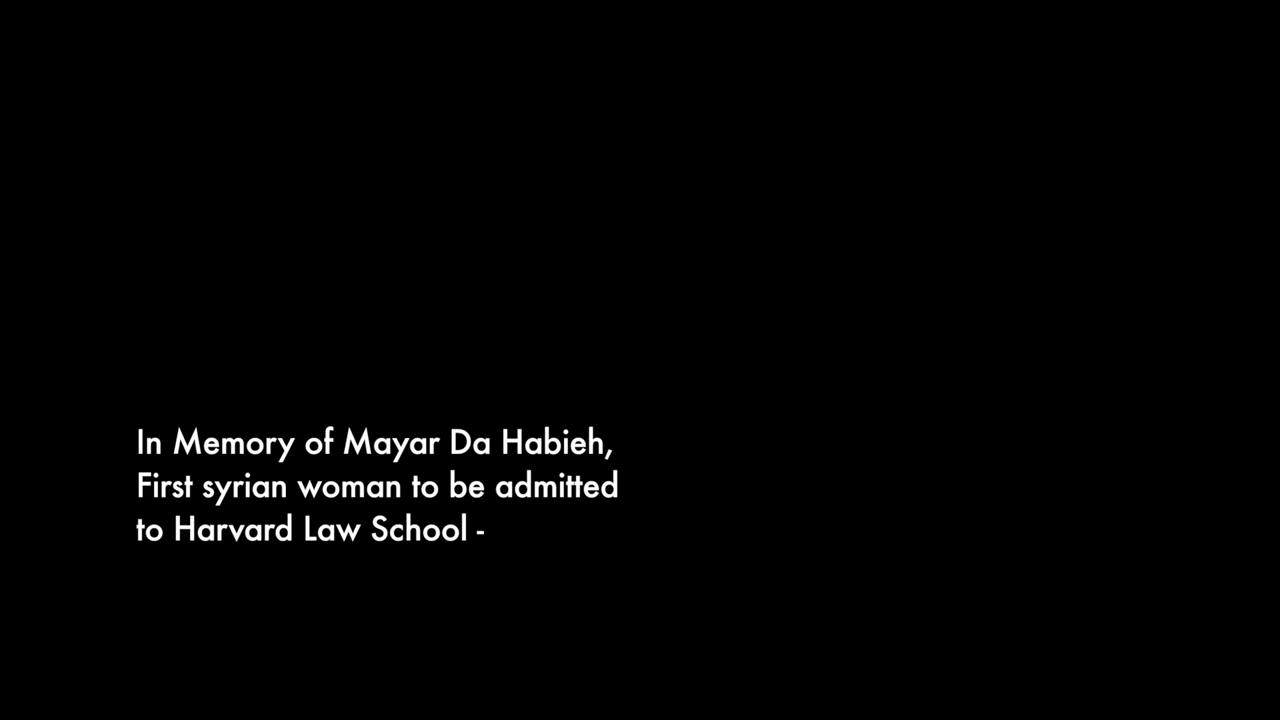 In Memory of Mayar Da Habieh,
First syrian woman to be admitted
to Harvard Law School -